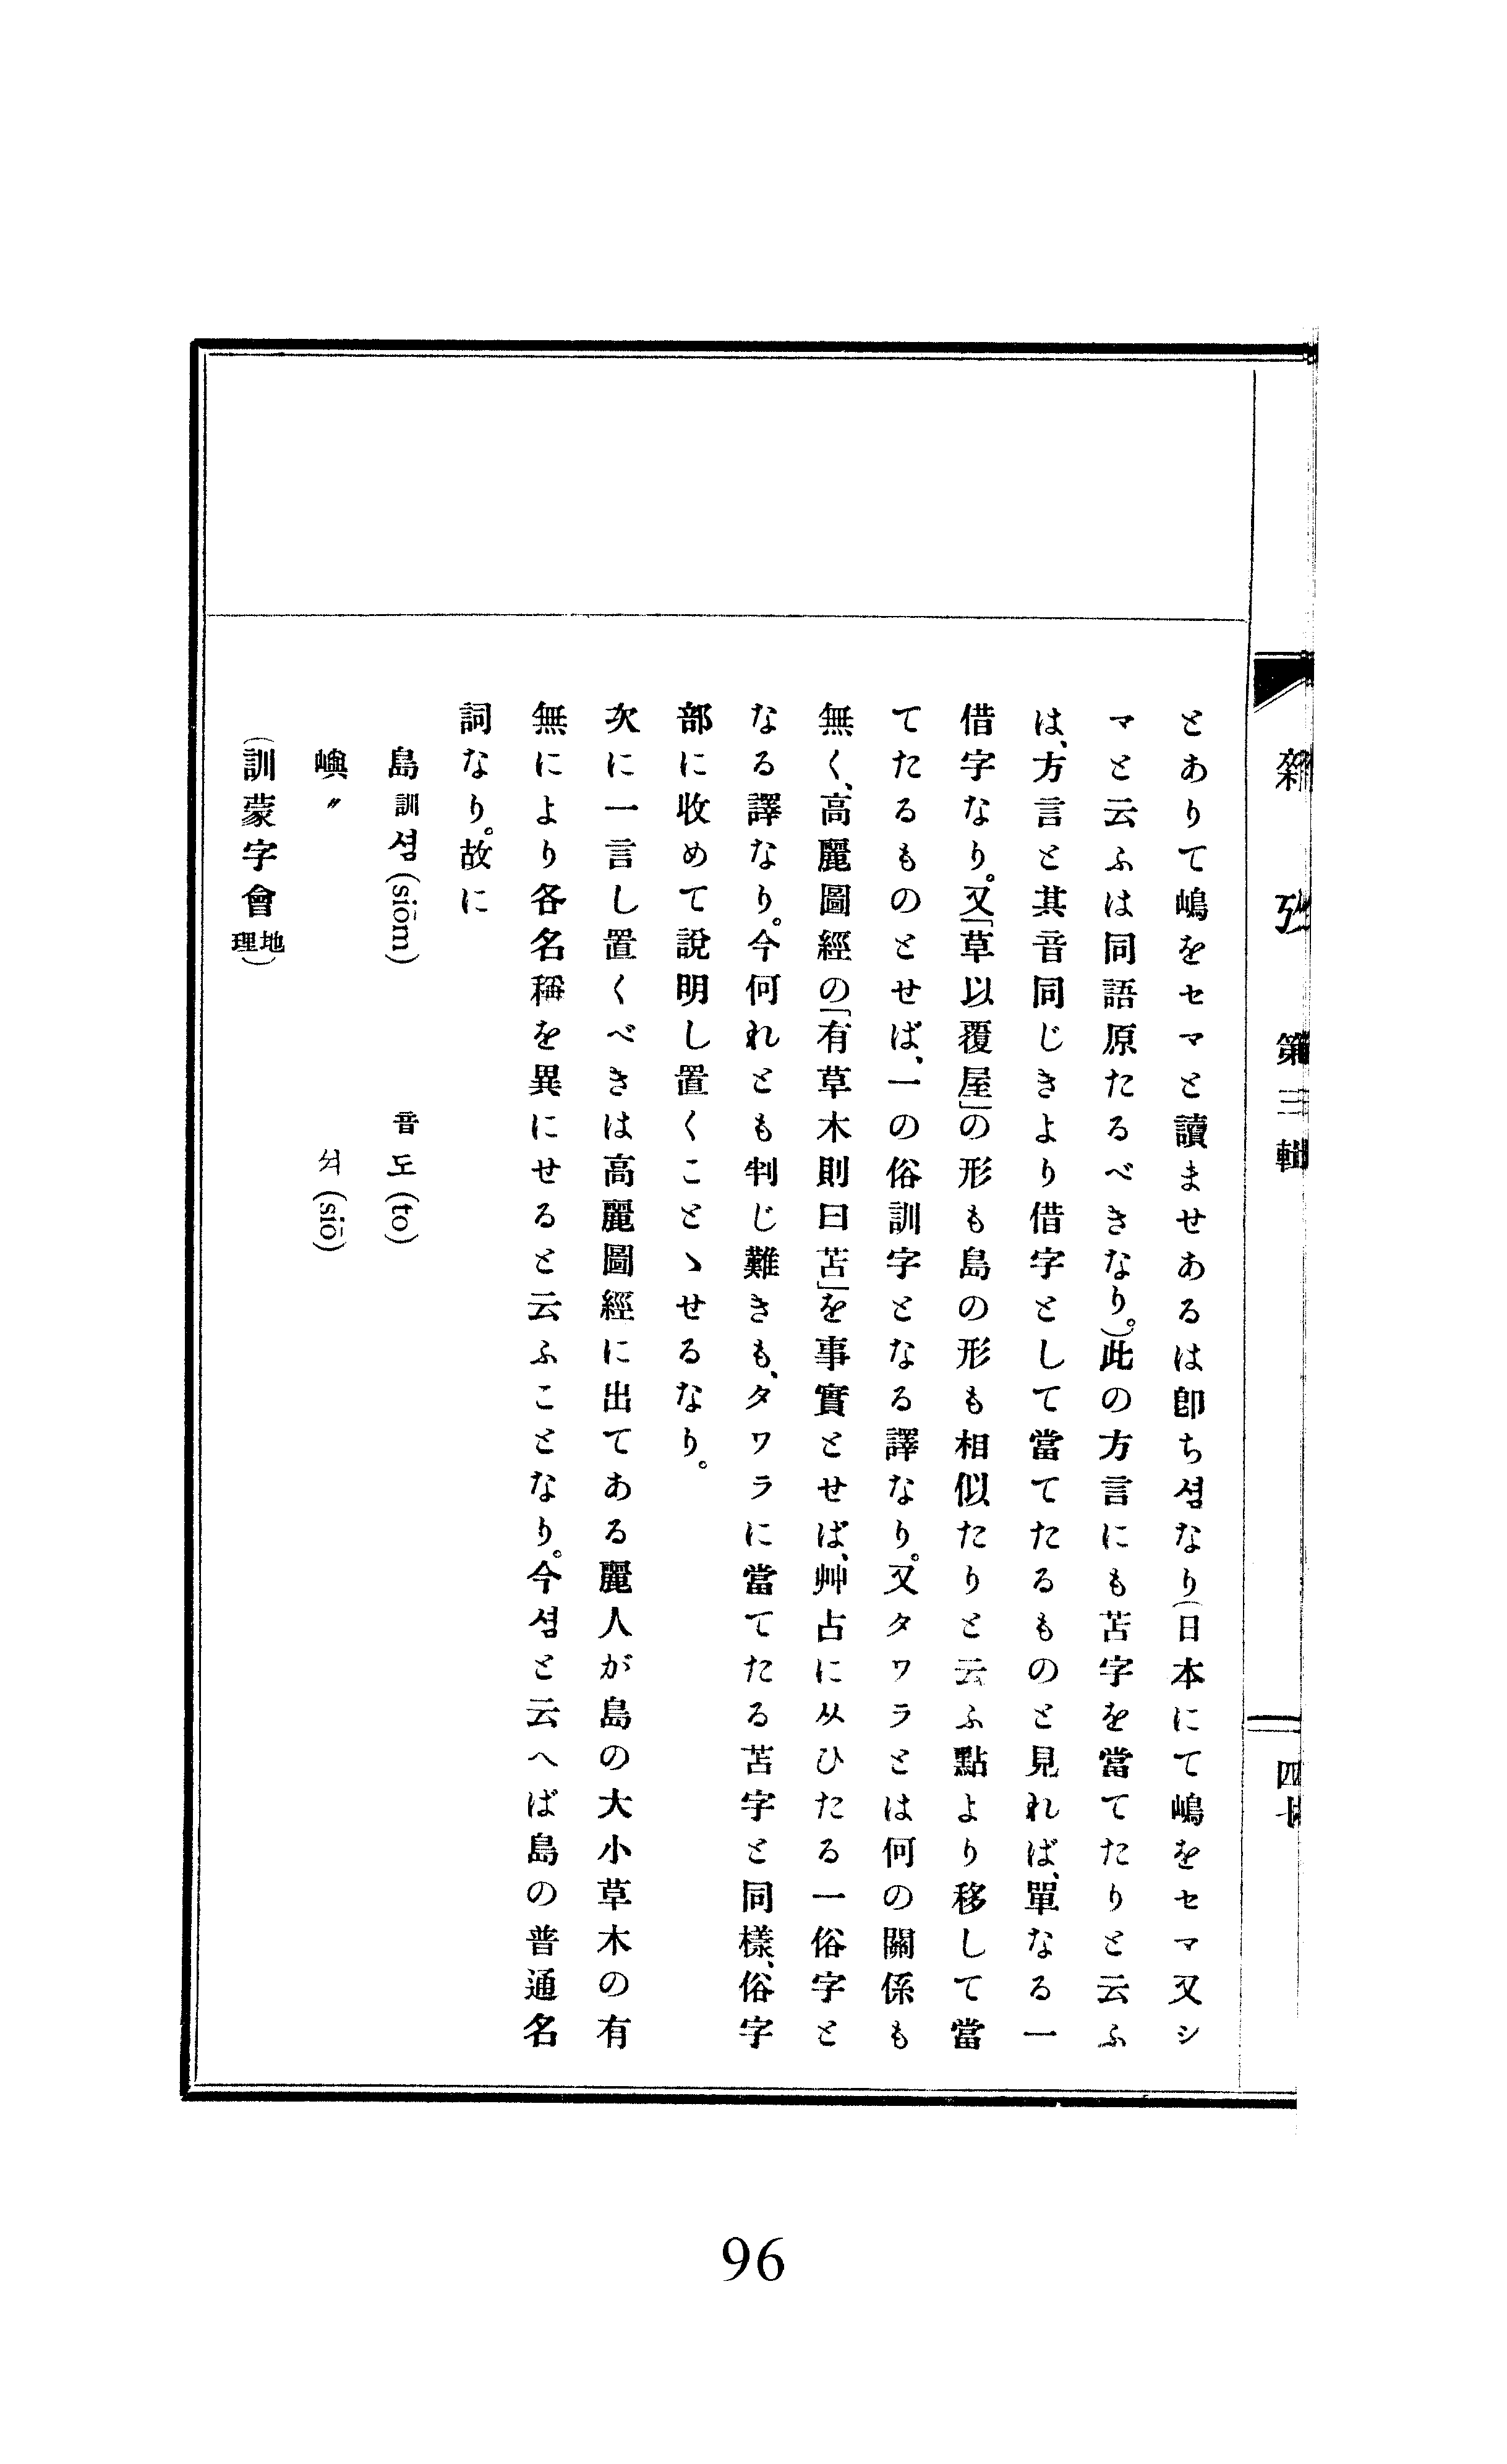 雜攷 第三輯
四七
とありて嶋をセマと讀ませあるは卽ち셤なり(日本にて嶋をセマ又シ
マと云ふは同語原たるべきなり。)此の方言にも苫字を當てたりと云ふ
は、方言と其音同じきより借字として當てたるものと見れば、單なる一
借字なり。又「草以覆屋」の形も島の形も相似たりと云ふ點より移して當
てたるものとせば、一の俗訓字となる譯なり。又タワラとは何の關係も
無く、高麗圖經の「有草木則曰苫」を事實とせば、艸占に从ひたる一俗字と
なる譯なり。今何れとも判じ難きも、タワラに當てたる苫字と同樣、俗字
部に收めて說明し置くことゝせるなり。
次に一言し置くべきは高麗圖經に出てある麗人が島の大小草木の有
無により各名稱を異にせると云ふことなり。今셤と云へば島の普通名
詞なり。故に
島訓셤(siōm) 音도(to)
嶼〃 셔(siō)
(訓蒙字會地理)
96